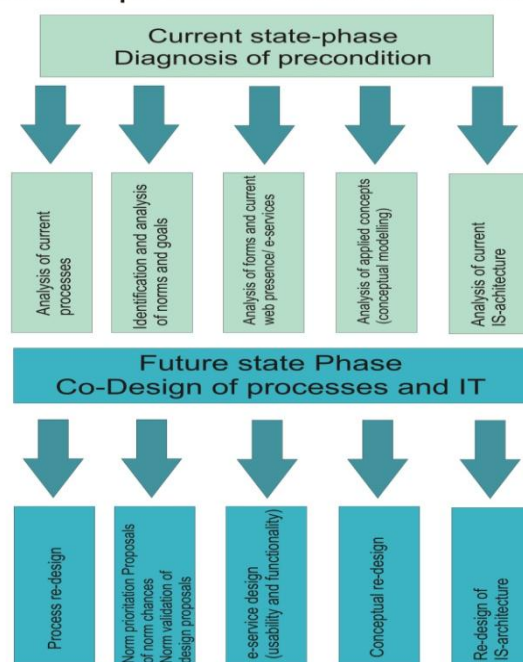 Current state-phase
Diagnosis of precondition
Analysis of current
processes
Identification and analysis
of norms and goals
Analysis of forms and current
web presence/ e-services
Analysis of applied concepts
(conceptual modelling)
Analysis of current
IS-achitecture
Future state Phase
Co-Design of processes and IT
Process re-design
Norm prioritation Proposals
of norm chances
Norm validation of
design proposals
e-service design
(usability and functionality)
Conceptual re-design
Re-design of
IS-architecture